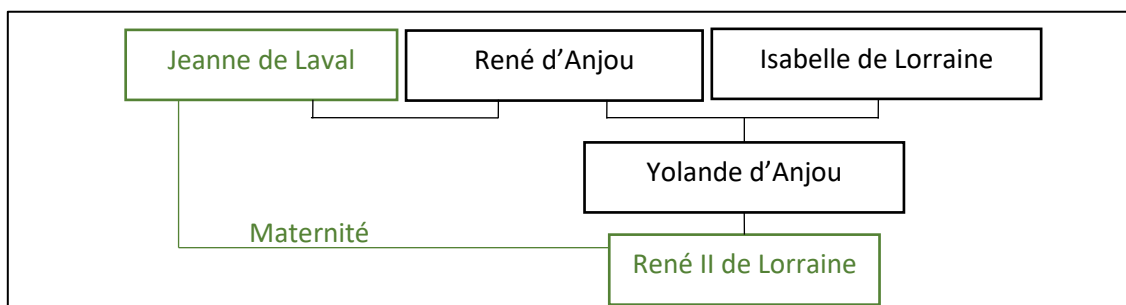 Jeanne de Laval
René d’Anjou
Isabelle de Lorraine
Yolande d’Anjou
Maternité
René II de Lorraine